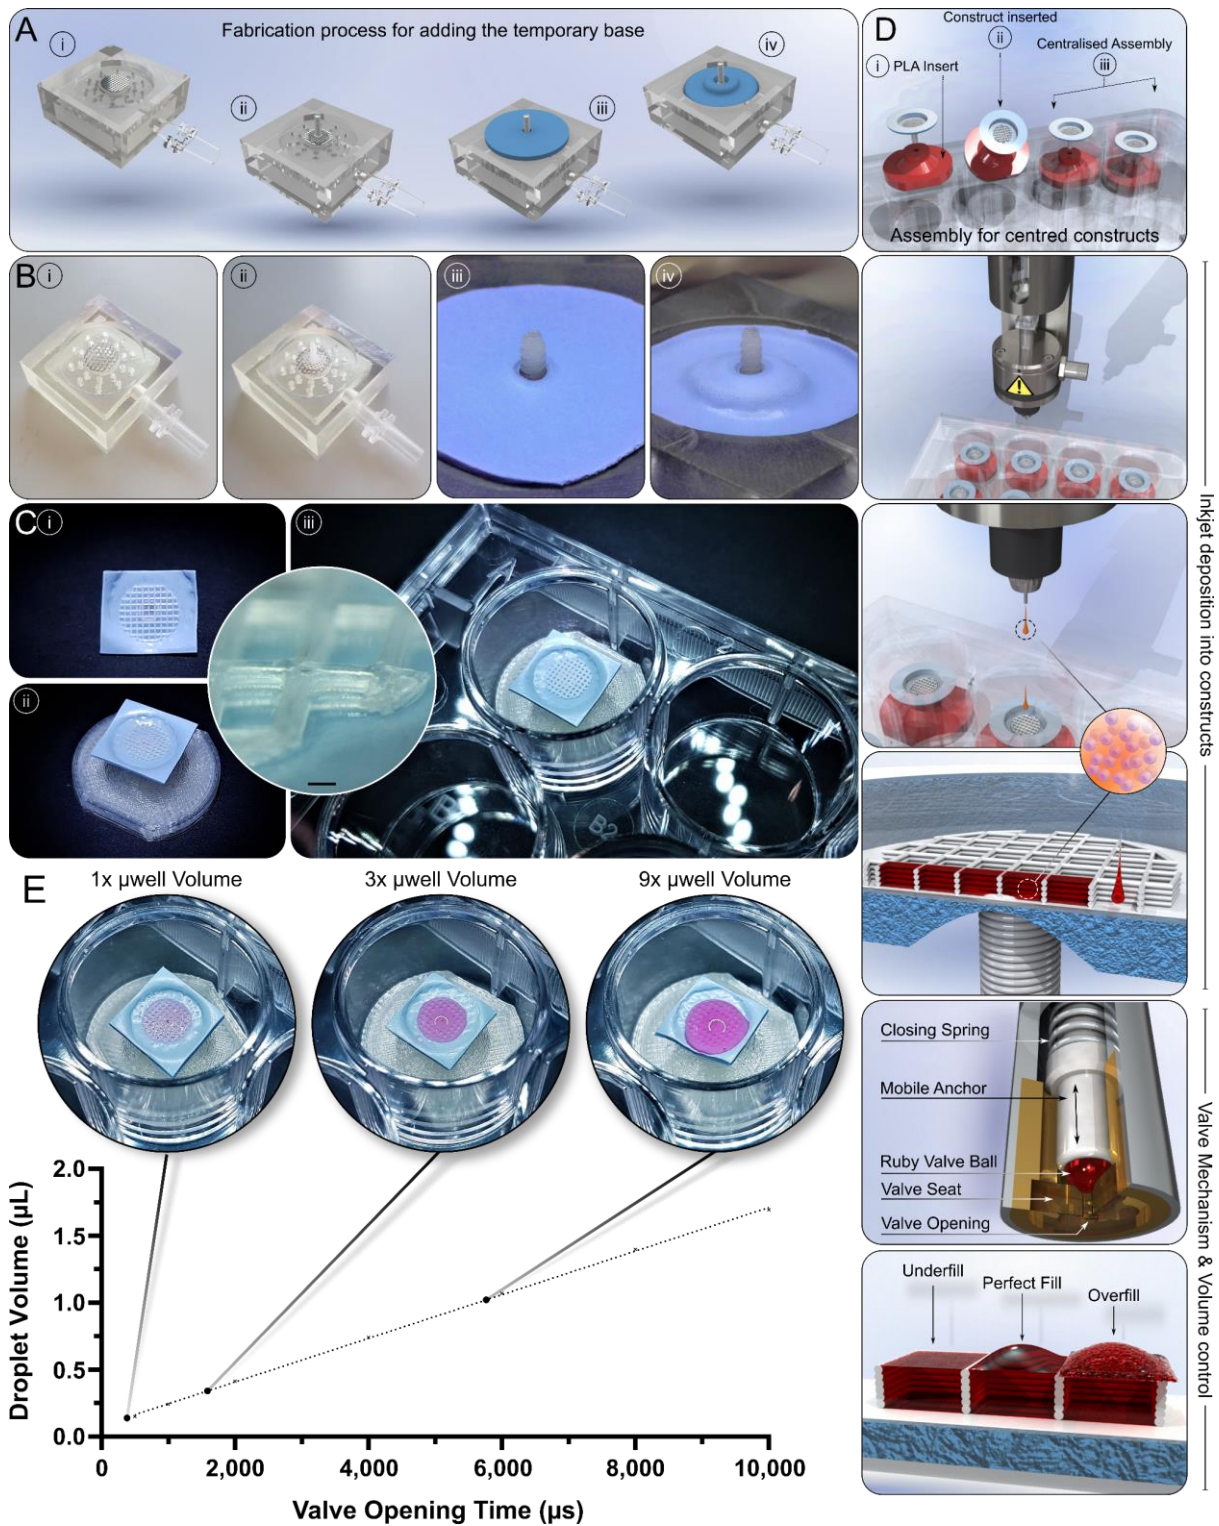 A
Fabrication process for adding the temporary base
i
ii
iii
iv
B
i
ii
iii
iv
C
i
ii
iii
B2
D
Construct inserted
ii
Centralised Assembly
iii
i PLA Insert
Assembly for centred constructs
Inkjet deposition into constructs
Closing Spring
Mobile Anchor
Ruby Valve Ball
Valve Seat
Valve Opening
Underfill
Perfect Fill
Overfill
Valve Mechanism & Volume control
E
1x µwell Volume
3x µwell Volume
9x µwell Volume
Droplet Volume (µL)
2.0
1.5
1.0
0.5
0.0
0
2,000
4,000
6,000
8,000
10,000
Valve Opening Time (µs)